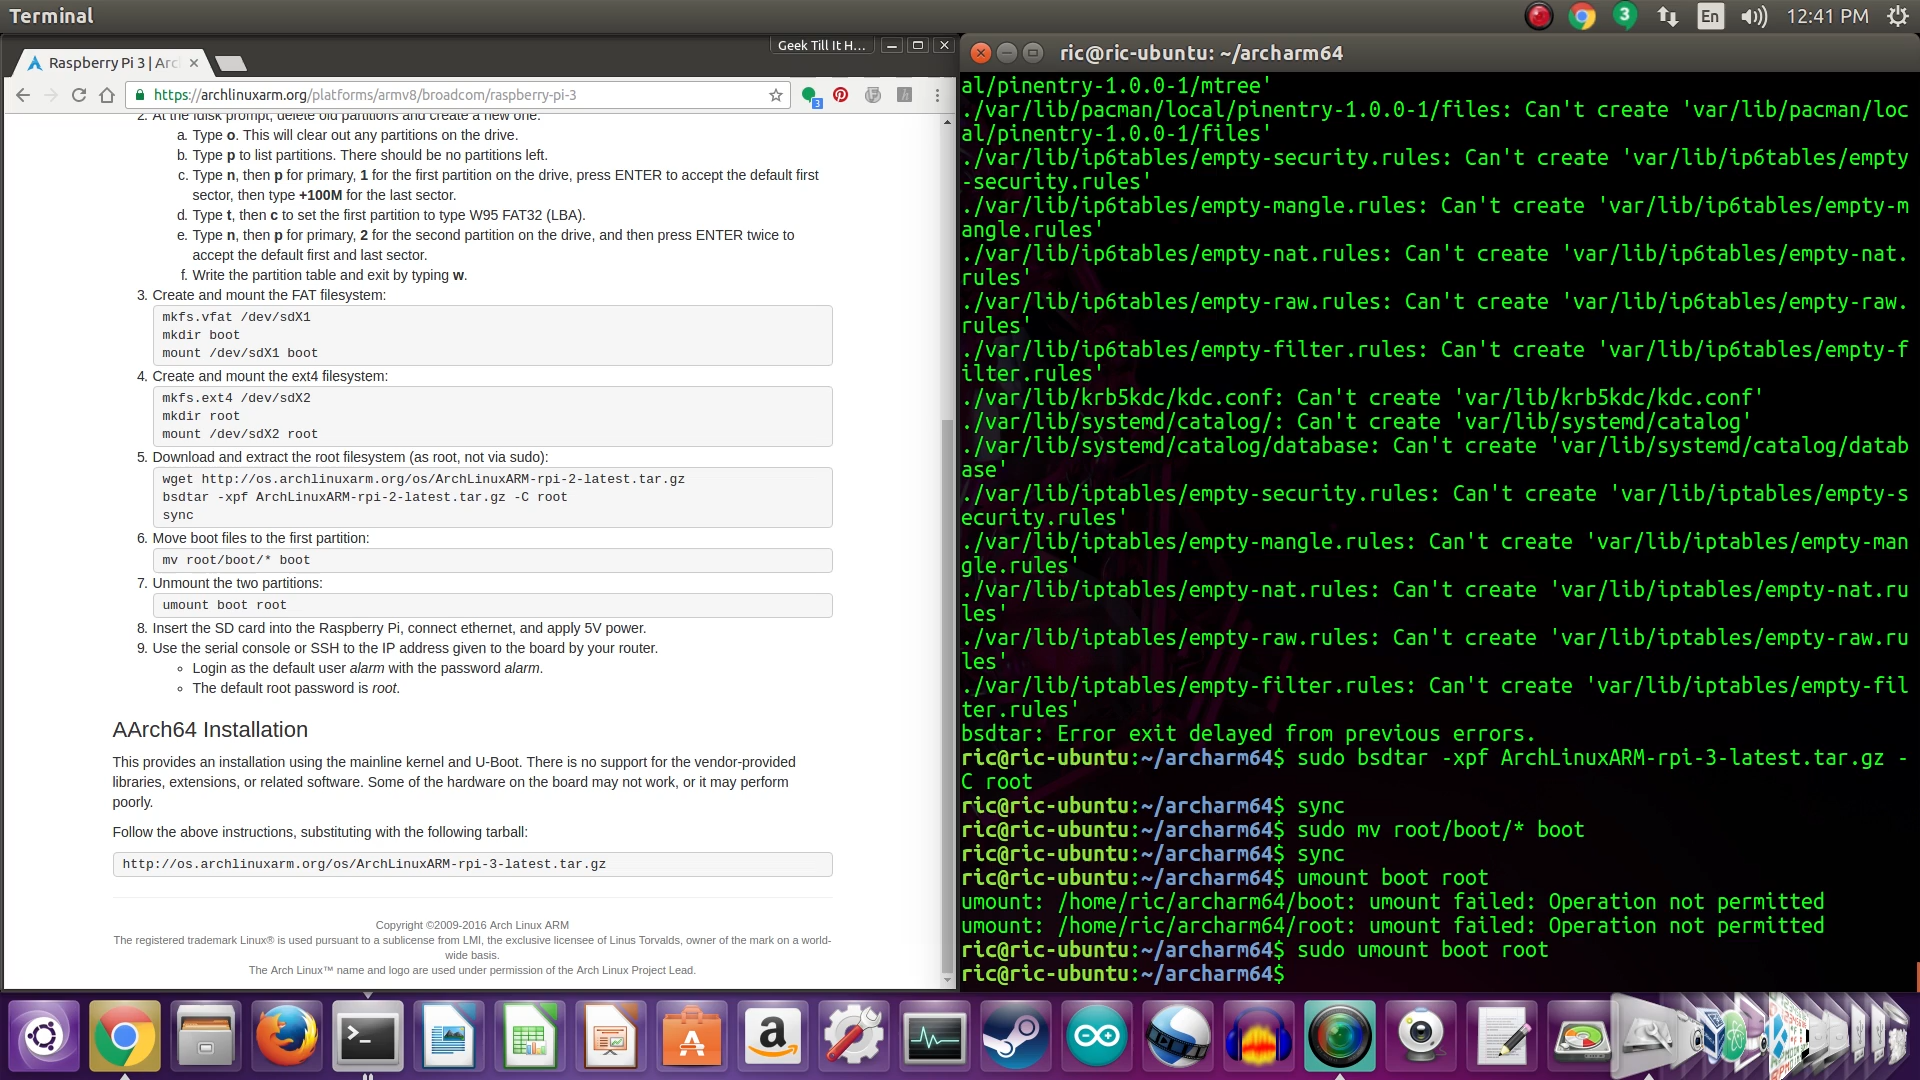 Terminal
3
En
12:41 PM
Geek Till It H...
Raspberry Pi 3 | Arc
https://archlinuxarm.org/platforms/armv8/broadcom/raspberry-pi-3
3
2. At the fdisk prompt, delete old partitions and create a new one:
a. Type o. This will clear out any partitions on the drive.
b. Type p to list partitions. There should be no partitions left.
c. Type n, then p for primary, 1 for the first partition on the drive, press ENTER to accept the default first
sector, then type +100M for the last sector.
d. Type t, then c to set the first partition to type W95 FAT32 (LBA).
e. Type n, then p for primary, 2 for the second partition on the drive, and then press ENTER twice to
accept the default first and last sector.
f. Write the partition table and exit by typing w.
3. Create and mount the FAT filesystem:
mkfs.vfat /dev/sdX1
mkdir boot
mount /dev/sdX1 boot
4. Create and mount the ext4 filesystem:
mkfs.ext4 /dev/sdX2
mkdir root
mount /dev/sdX2 root
5. Download and extract the root filesystem (as root, not via sudo):
wget http://os.archlinuxarm.org/os/ArchLinuxARM-rpi-2-latest.tar.gz
bsdtar -xpf ArchLinuxARM-rpi-2-latest.tar.gz -C root
sync
6. Move boot files to the first partition:
mv root/boot/* boot
7. Unmount the two partitions:
umount boot root
8. Insert the SD card into the Raspberry Pi, connect ethernet, and apply 5V power.
9. Use the serial console or SSH to the IP address given to the board by your router.
Login as the default user alarm with the password alarm.
The default root password is root.
AArch64 Installation
This provides an installation using the mainline kernel and U-Boot. There is no support for the vendor-provided
libraries, extensions, or related software. Some of the hardware on the board may not work, or it may perform
poorly.
Follow the above instructions, substituting with the following tarball:
http://os.archlinuxarm.org/os/ArchLinuxARM-rpi-3-latest.tar.gz
Copyright ©2009-2016 Arch Linux ARM
The registered trademark Linux® is used pursuant to a sublicense from LMI, the exclusive licensee of Linus Torvalds, owner of the mark on a world-
wide basis.
The Arch Linux™ name and logo are used under permission of the Arch Linux Project Lead.
ric@ric-ubuntu: ~/archarm64
al/pinentry-1.0.0-1/mtree'
./var/lib/pacman/local/pinentry-1.0.0-1/files: Can't create 'var/lib/pacman/loc
al/pinentry-1.0.0-1/files'
./var/lib/ip6tables/empty-security.rules: Can't create 'var/lib/ip6tables/empty
-security.rules'
./var/lib/ip6tables/empty-mangle.rules: Can't create 'var/lib/ip6tables/empty-m
angle.rules'
./var/lib/ip6tables/empty-nat.rules: Can't create 'var/lib/ip6tables/empty-nat.
rules'
./var/lib/ip6tables/empty-raw.rules: Can't create 'var/lib/ip6tables/empty-raw.
rules'
./var/lib/ip6tables/empty-filter.rules: Can't create 'var/lib/ip6tables/empty-f
ilter.rules'
./var/lib/krb5kdc/kdc.conf: Can't create 'var/lib/krb5kdc/kdc.conf'
./var/lib/systemd/catalog/: Can't create 'var/lib/systemd/catalog'
./var/lib/systemd/catalog/database: Can't create 'var/lib/systemd/catalog/datab
ase'
./var/lib/iptables/empty-security.rules: Can't create 'var/lib/iptables/empty-s
ecurity.rules'
./var/lib/iptables/empty-mangle.rules: Can't create 'var/lib/iptables/empty-man
gle.rules'
./var/lib/iptables/empty-nat.rules: Can't create 'var/lib/iptables/empty-nat.ru
les'
./var/lib/iptables/empty-raw.rules: Can't create 'var/lib/iptables/empty-raw.ru
les'
./var/lib/iptables/empty-filter.rules: Can't create 'var/lib/iptables/empty-fil
ter.rules'
bsdtar: Error exit delayed from previous errors.
ric@ric-ubuntu:~/archarm64$ sudo bsdtar -xpf ArchLinuxARM-rpi-3-latest.tar.gz -
C root
ric@ric-ubuntu:~/archarm64$ sync
ric@ric-ubuntu:~/archarm64$ sudo mv root/boot/* boot
ric@ric-ubuntu:~/archarm64$ sync
ric@ric-ubuntu:~/archarm64$ umount boot root
umount: /home/ric/archarm64/boot: umount failed: Operation not permitted
umount: /home/ric/archarm64/root: umount failed: Operation not permitted
ric@ric-ubuntu:~/archarm64$ sudo umount boot root
ric@ric-ubuntu:~/archarm64$